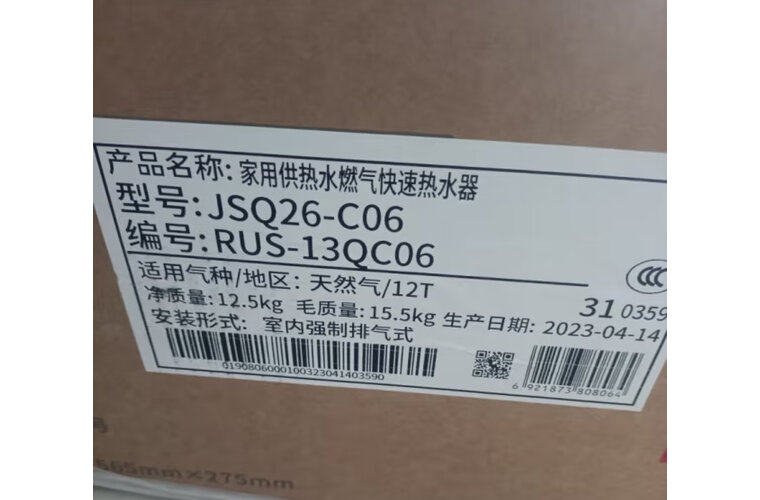 产品名称: 家用供热水燃气快速热水器
型号: JSQ26-C06
编号: RUS-13QC06
适用气种/地区: 天然气/12T
31 0359
净质量: 12.5kg 毛质量: 15.5kg 生产日期: 2023-04-14
安装形式: 室内强制排气式
0190806000100323041403590
6 921873 808064
号
565mm×275mm